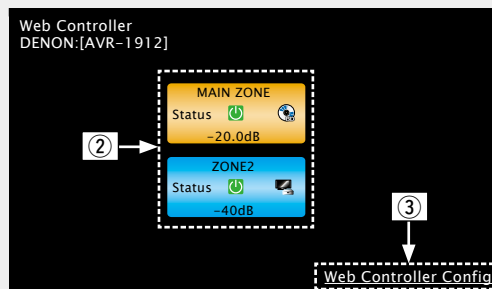 Web Controller
DENON:[AVR-1912]
MAIN ZONE
Status
-20.0dB
②
ZONE2
Status
-40dB
③
Web Controller Config